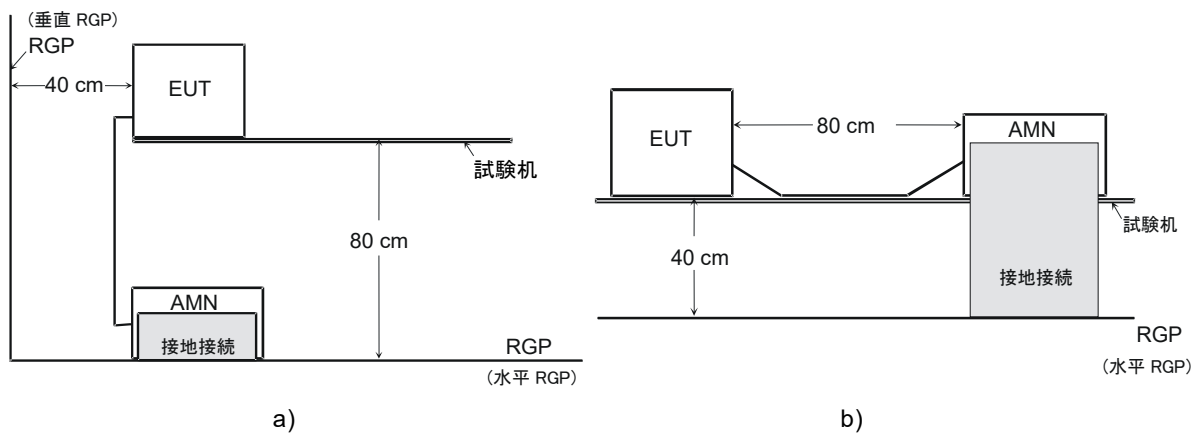 （垂直 RGP）
RGP
40 cm
EUT
試験机
80 cm
AMN
接地接続
RGP
（水平 RGP）
a)
EUT
80 cm
AMN
試験机
40 cm
接地接続
RGP
（水平 RGP）
b)